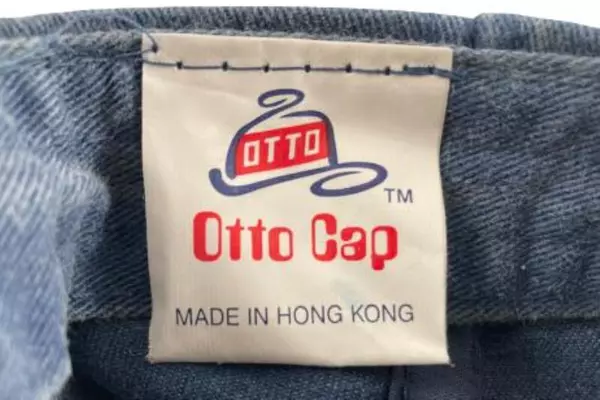 OTTO
TM
Otto Cap
MADE IN HONG KONG